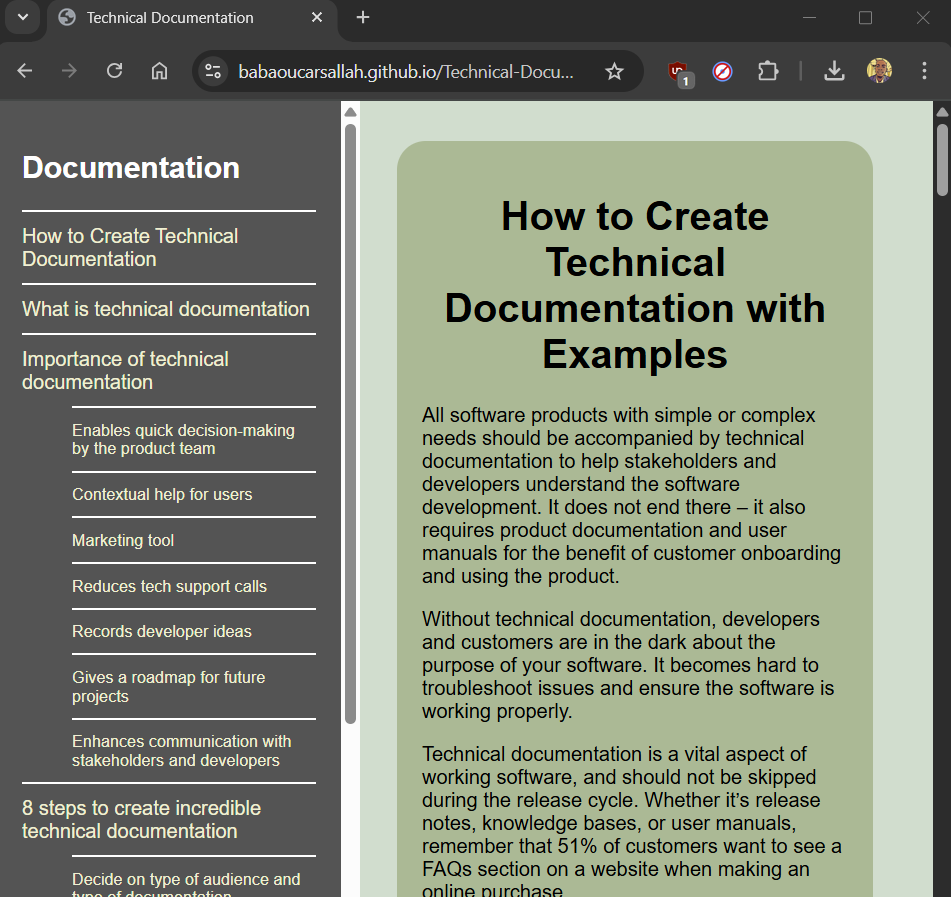 Technical Documentation
babaoucarsallah.github.io/Technical-Docu...
1
Documentation
How to Create Technical
Documentation
What is technical documentation
Importance of technical
documentation
Enables quick decision-making
by the product team
Contextual help for users
Marketing tool
Reduces tech support calls
Records developer ideas
Gives a roadmap for future
projects
Enhances communication with
stakeholders and developers
8 steps to create incredible
technical documentation
Decide on type of audience and
type of documentation
How to Create
Technical
Documentation with
Examples
All software products with simple or complex
needs should be accompanied by technical
documentation to help stakeholders and
developers understand the software
development. It does not end there – it also
requires product documentation and user
manuals for the benefit of customer onboarding
and using the product.
Without technical documentation, developers
and customers are in the dark about the
purpose of your software. It becomes hard to
troubleshoot issues and ensure the software is
working properly.
Technical documentation is a vital aspect of
working software, and should not be skipped
during the release cycle. Whether it’s release
notes, knowledge bases, or user manuals,
remember that 51% of customers want to see a
FAQs section on a website when making an
online purchase